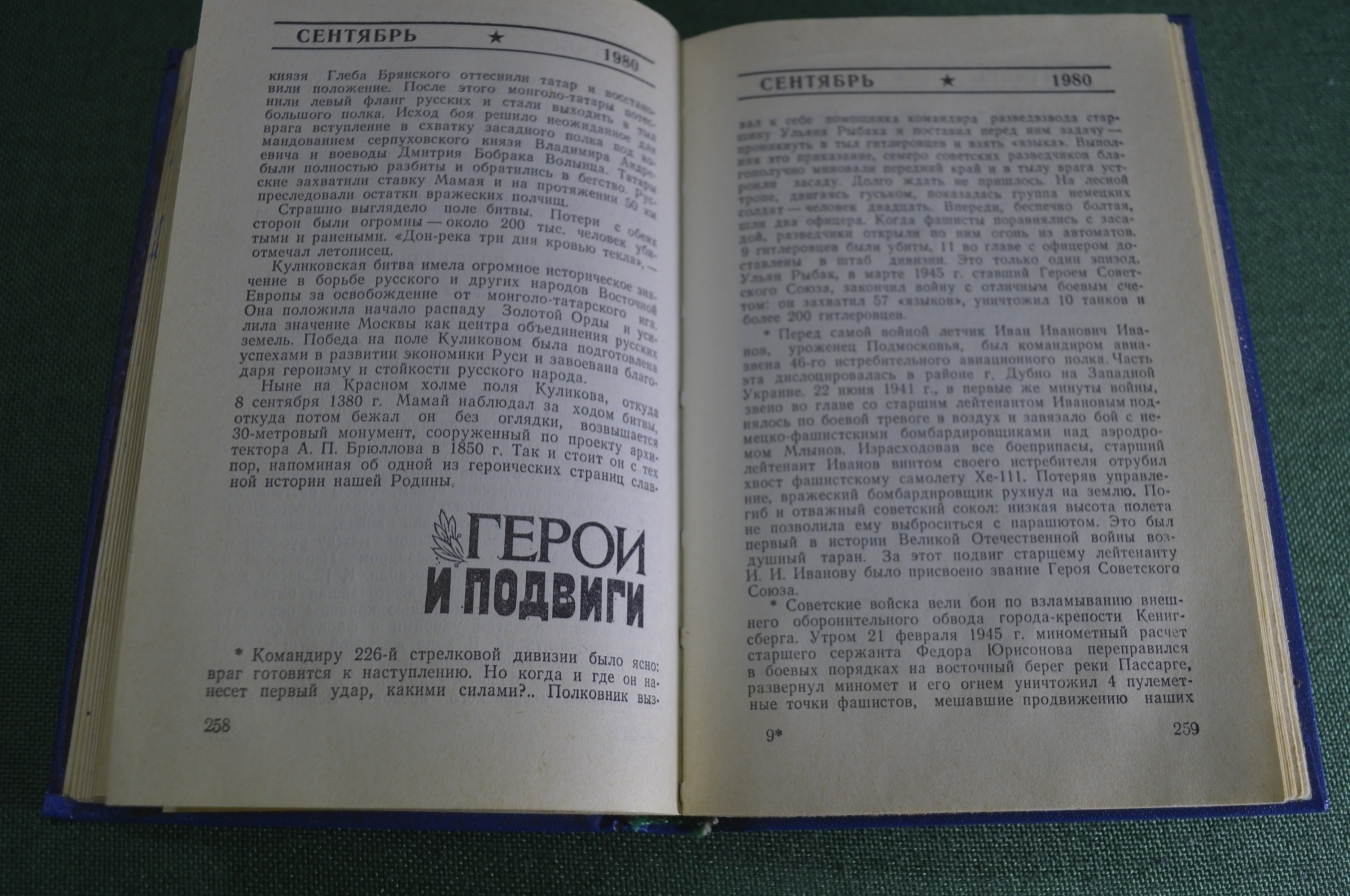 СЕНТЯБРЬ ★ 1980
князя Глеба Брянского оттеснили татар и восстано-
вили положение. После этого монголо-татары потес-
нили левый фланг русских и стали выходить в тыл
большого полка. Исход боя решило неожиданное для
врага вступление в схватку засадного полка под ко-
мандованием серпуховского князя Владимира Андре-
евича и воеводы Дмитрия Бобрака Волынца. Татары
были полностью разбиты и обратились в бегство. Рус-
ские захватили ставку Мамая и на протяжении 50 км
преследовали остатки вражеских полчищ.
Страшно выглядело поле битвы. Потери с обеих
сторон были огромны — около 200 тыс. человек уби-
тыми и ранеными. «Дон-река три дня кровью текла», —
отмечал летописец.
Куликовская битва имела огромное историческое зна-
чение в борьбе русского и других народов Восточной
Европы за освобождение от монголо-татарского ига.
Она положила начало распаду Золотой Орды и уси-
лила значение Москвы как центра объединения русских
земель. Победа на поле Куликовом была подготовлена
успехами в развитии экономики Руси и завоевана благо-
даря героизму и стойкости русского народа.
Ныне на Красном холме поля Куликова, откуда
8 сентября 1380 г. Мамай наблюдал за ходом битвы,
откуда потом бежал он без оглядки, возвышается
30-метровый монумент, сооруженный по проекту архи-
тектора А. П. Брюллова в 1850 г. Так и стоит он с тех
пор, напоминая об одной из героических страниц слав-
ной истории нашей Родины.
ГЕРОИ
И ПОДВИГИ
* Командиру 226-й стрелковой дивизии было ясно:
враг готовится к наступлению. Но когда и где он на-
несет первый удар, какими силами?.. Полковник выз-
258
СЕНТЯБРЬ ★ 1980
вал к себе помощника командира разведвзвода стар-
шину Ульяна Рыбака и поставил перед ним задачу —
проникнуть в тыл гитлеровцев и взять «языка». Выпол-
няя это приказание, семеро советских разведчиков бла-
гополучно миновали передний край и в тылу врага уст-
роили засаду. Долго ждать не пришлось. На лесной
тропе, двигаясь гуськом, показалась группа немецких
солдат — человек двадцать. Впереди, беспечно болтая,
шли два офицера. Когда фашисты поравнялись с заса-
дой, разведчики открыли по ним огонь из автоматов.
9 гитлеровцев были убиты, 11 во главе с офицером до-
ставлены в штаб дивизии. Это только один эпизод.
Ульян Рыбак, в марте 1945 г. ставший Героем Совет-
ского Союза, закончил войну с отличным боевым сче-
том: он захватил 57 «языков», уничтожил 10 танков и
более 200 гитлеровцев.
* Перед самой войной летчик Иван Иванович Ива-
нов, уроженец Подмосковья, был командиром авиа-
звена 46-го истребительного авиационного полка. Часть
эта дислоцировалась в районе г. Дубно на Западной
Украине. 22 июня 1941 г., в первые же минуты войны,
звено во главе со старшим лейтенантом Ивановым под-
нялось по боевой тревоге в воздух и завязало бой с не-
мецко-фашистскими бомбардировщиками над аэродро-
мом Млынов. Израсходовав все боеприпасы, старший
лейтенант Иванов винтом своего истребителя отрубил
хвост фашистскому самолету Хе-111. Потеряв управле-
ние, вражеский бомбардировщик рухнул на землю. По-
гиб и отважный советский сокол: низкая высота полета
не позволила ему выброситься с парашютом. Это был
первый в истории Великой Отечественной войны воз-
душный таран. За этот подвиг старшему лейтенанту
И. И. Иванову было присвоено звание Героя Советского
Союза.
* Советские войска вели бои по взламыванию внеш-
него оборонительного обвода города-крепости Кениг-
сберга. Утром 21 февраля 1945 г. минометный расчет
старшего сержанта Федора Юрисонова переправился
в боевых порядках на восточный берег реки Пассарге,
развернул миномет и его огнем уничтожил 4 пулемет-
ные точки фашистов, мешавшие продвижению наших
9*
259